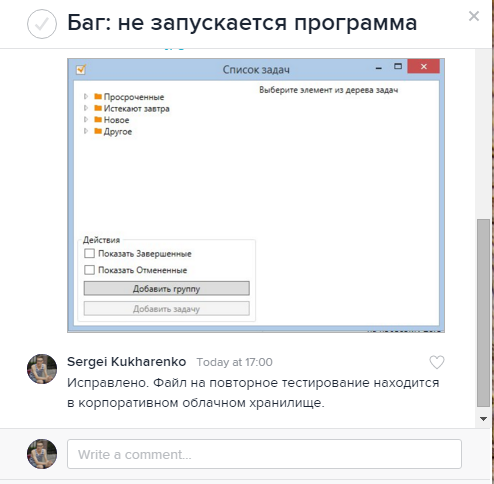 Баг: не запускается программа
Список задач
Выберите элемент из дерева задач
Просроченные
Истекают завтра
Новое
Другое
Действия
Показать Завершенные
Показать Отмененные
Добавить группу
Добавить задачу
Sergei Kukharenko Today at 17:00
Исправлено. Файл на повторное тестирование находится
в корпоративном облачном хранилище.
Write a comment...